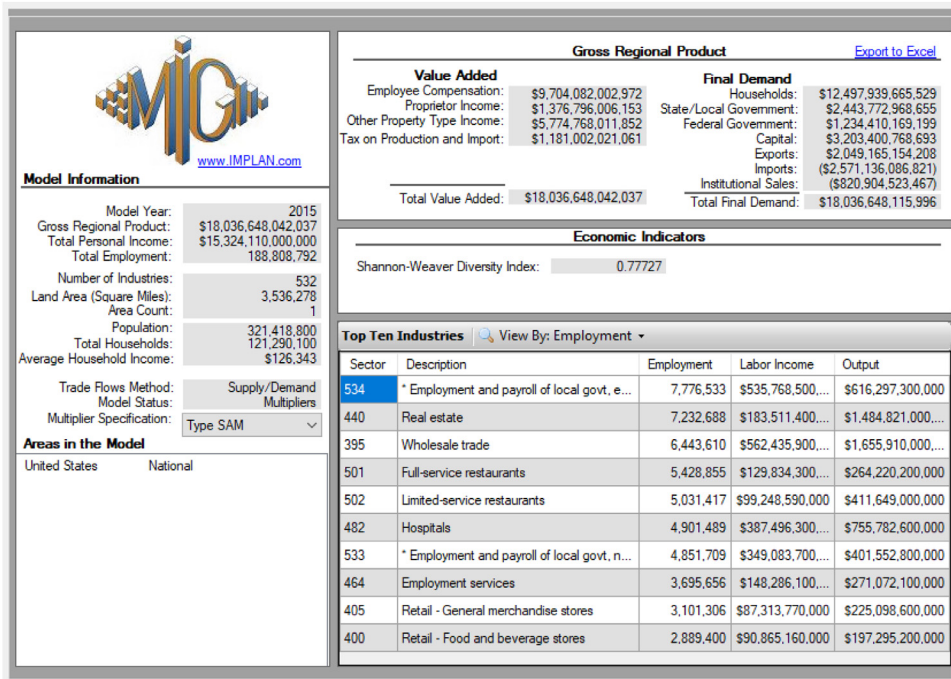 MIG
www.IMPLAN.com
Model Information
Model Year: 2015
Gross Regional Product: $18,036,648,042,037
Total Personal Income: $15,324,110,000,000
Total Employment: 188,808,792
Number of Industries: 532
Land Area (Square Miles): 3,536,278
Area Count: 1
Population: 321,418,800
Total Households: 121,290,100
Average Household Income: $126,343
Trade Flows Method: Supply/Demand
Model Status: Multipliers
Multiplier Specification: Type SAM
Areas in the Model
United States National
Gross Regional Product Export to Excel
Value Added
Employee Compensation: $9,704,082,002,972
Proprietor Income: $1,376,796,006,153
Other Property Type Income: $5,774,768,011,852
Tax on Production and Import: $1,181,002,021,061
Total Value Added: $18,036,648,042,037
Final Demand
Households: $12,497,939,665,529
State/Local Government: $2,443,772,968,655
Federal Government: $1,234,410,169,199
Capital: $3,203,400,768,693
Exports: $2,049,165,154,208
Imports: ($2,571,136,086,821)
Institutional Sales: ($820,904,523,467)
Total Final Demand: $18,036,648,115,996
Economic Indicators
Shannon-Weaver Diversity Index: 0.77727
Top Ten Industries View By: Employment
Sector Description Employment Labor Income Output
534 * Employment and payroll of local govt, e... 7,776,533 $535,768,500,... $616,297,300,000
440 Real estate 7,232,688 $183,511,400,... $1,484,821,000,...
395 Wholesale trade 6,443,610 $562,435,900,... $1,655,910,000,...
501 Full-service restaurants 5,428,855 $129,834,300,... $264,220,200,000
502 Limited-service restaurants 5,031,417 $99,248,590,000 $411,649,000,000
482 Hospitals 4,901,489 $387,496,300,... $755,782,600,000
533 * Employment and payroll of local govt, n... 4,851,709 $349,083,700,... $401,552,800,000
464 Employment services 3,695,656 $148,286,100,... $271,072,100,000
405 Retail - General merchandise stores 3,101,306 $87,313,770,000 $225,098,600,000
400 Retail - Food and beverage stores 2,889,400 $90,865,160,000 $197,295,200,000